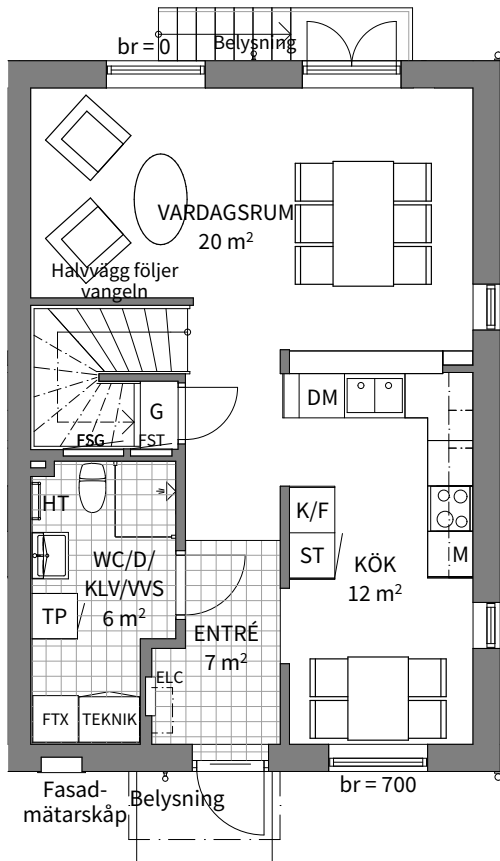 br = 0
Belysning
VARDAGSRUM
20 m²
Halvvägg följer
vangeln
G
DM
FSG
FST
HT
K/F
WC/D/
KLV/VVS
6 m²
ST
KÖK
12 m²
M
TP
ENTRÉ
7 m²
ELC
FTX
TEKNIK
Fasad-
mätarskåp
Belysning
br = 700